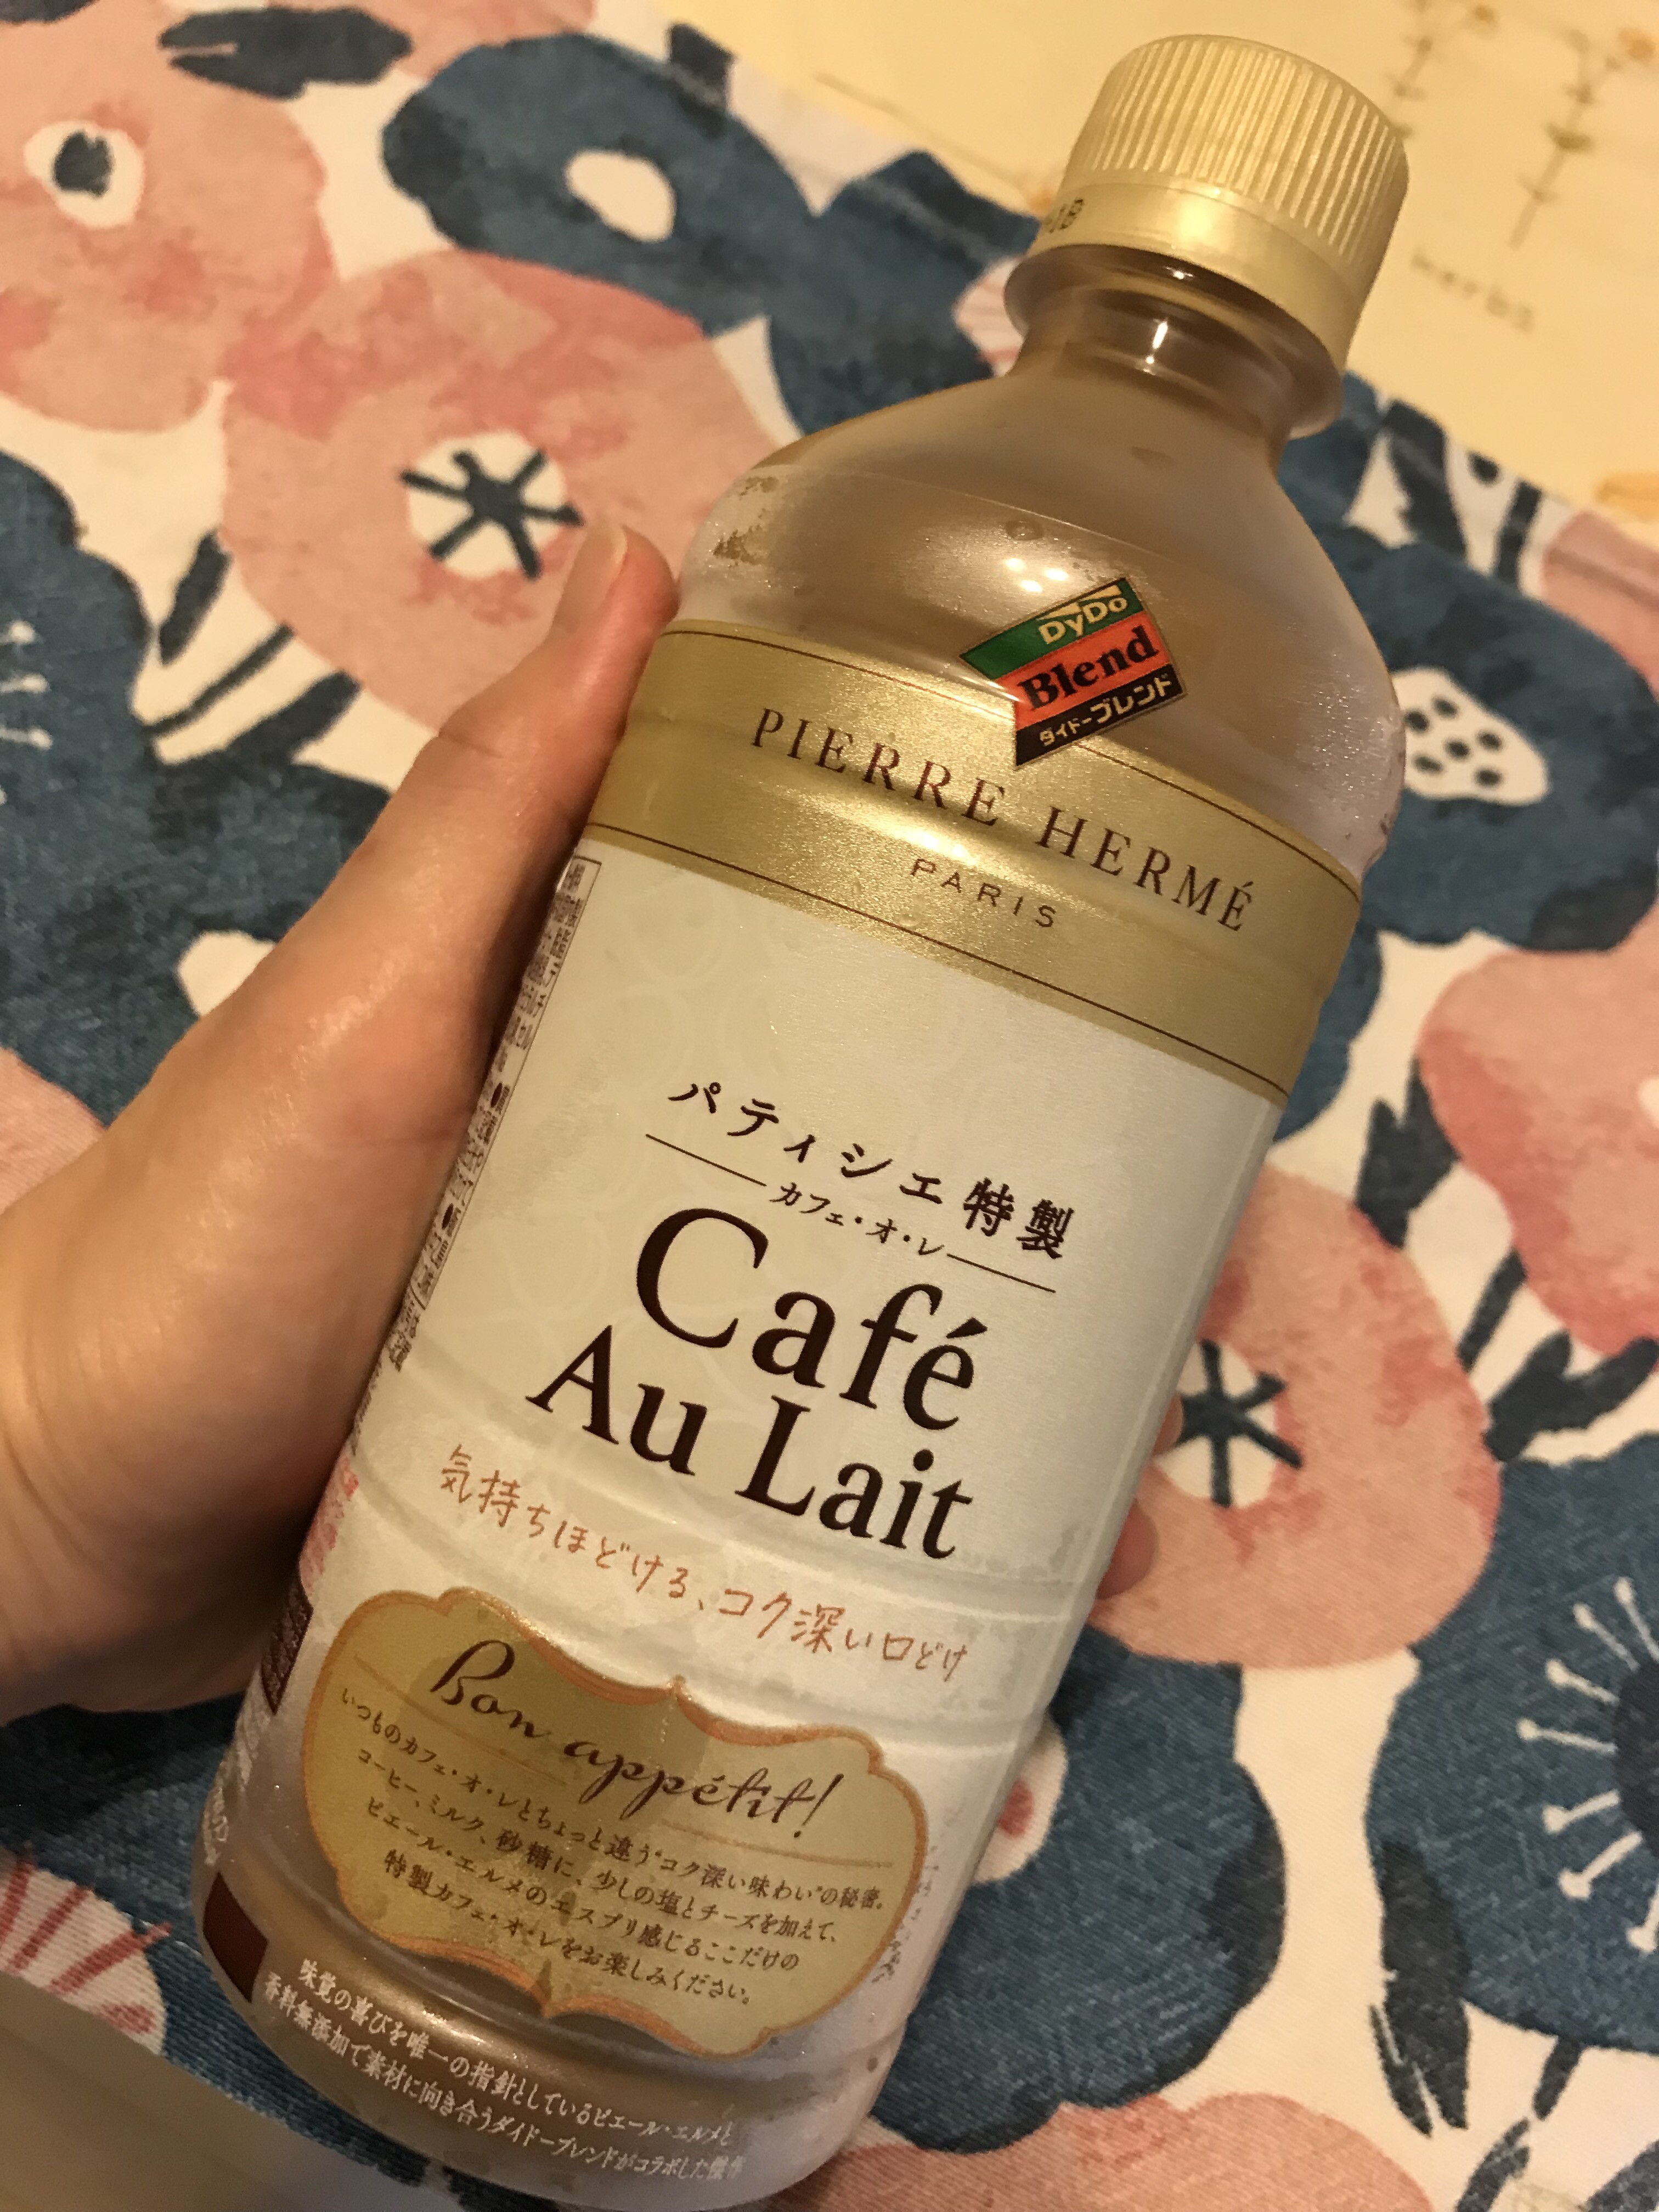 herbs
DyDo
Blend
ダイドーブレンド
PIERRE HERMÉ
PARIS
パティシエ特製
カフェ・オ・レ
Café
Au Lait
気持ちほどける、コク深い口どけ
Bon appétit!
いつものカフェ・オ・レとちょっと違う"コク深い味わい"の秘密。
コーヒー、ミルク、砂糖に、少しの塩とチーズを加えて、
ピエール・エルメのエスプリ感じるここだけの
特製カフェ・オ・レをお楽しみください。
味覚の喜びを唯一の指針としているピエール・エルメと
香料無添加で素材に向き合うダイドーブレンドがコラボした